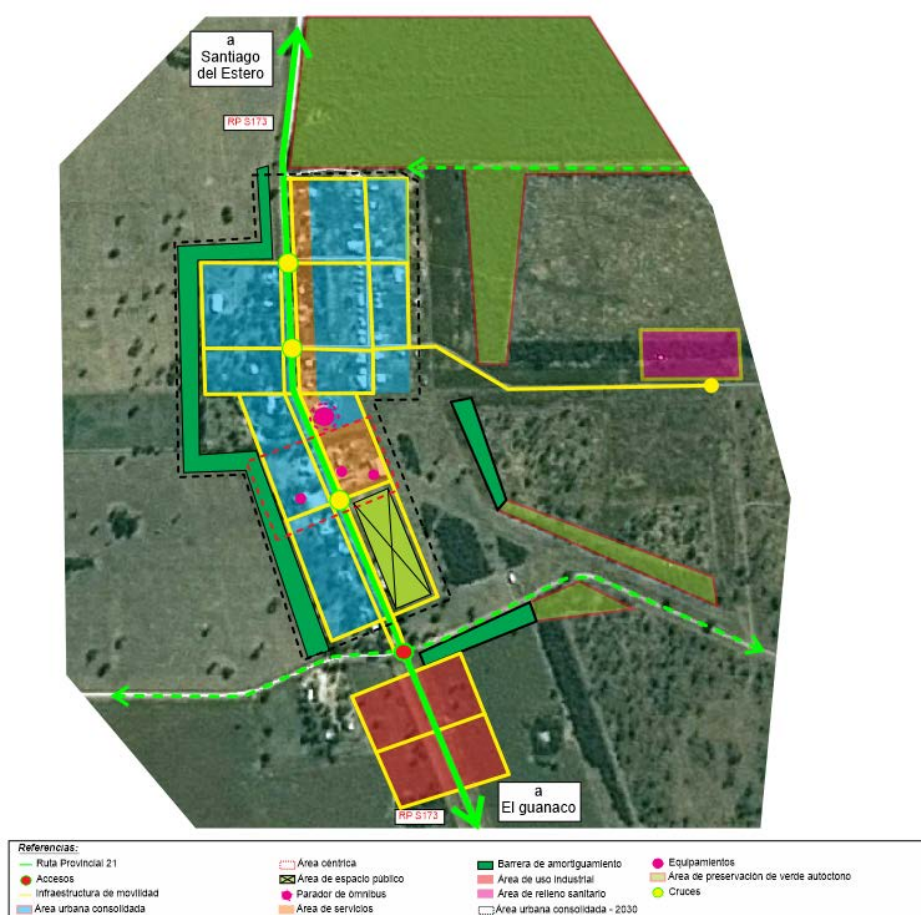 a
Santiago
del Estero
RP S173
a
El guanaco
RP S173
Referencias:
Ruta Provincial 21
Accesos
Infraestructura de movilidad
Área urbana consolidada
Área céntrica
Área de espacio público
Parador de ómnibus
Área de servicios
Barrera de amortiguamiento
Área de uso industrial
Área de relleno sanitario
Área urbana consolidada - 2030
Equipamientos
Área de preservación de verde autóctono
Cruces